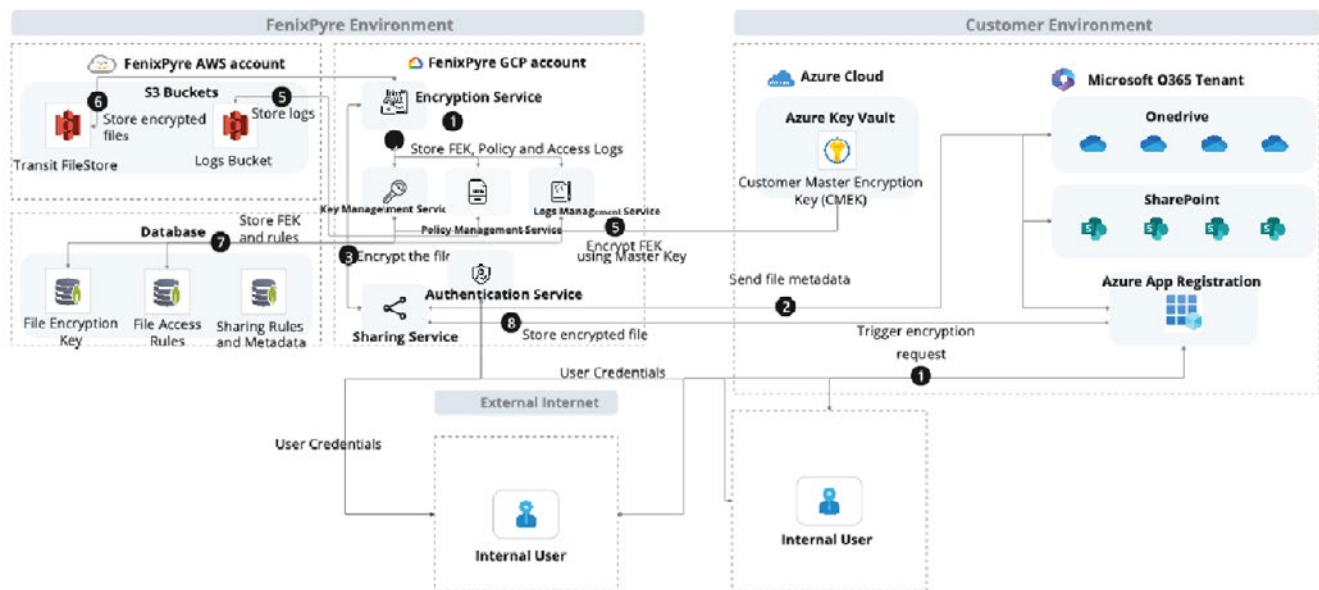 FenixPyre Environment
Customer Environment
FenixPyre AWS account
FenixPyre GCP account
Azure Cloud
Microsoft O365 Tenant
S3 Buckets
6
5
Store encrypted
files
Store logs
Transit FileStore
Logs Bucket
Encryption Service
1
Store FEK, Policy and Access Logs
Key Management Service
Policy Management Service
Logs Management Service
Azure Key Vault
Customer Master Encryption
Key (CMEK)
Onedrive
SharePoint
S
S
S
S
Database
7
Store FEK
and rules
File Encryption
Key
File Access
Rules
Sharing Rules
and Metadata
3
Encrypt the file
5
Encrypt FEK
using Master Key
Authentication Service
Sharing Service
Send file metadata
2
8
Store encrypted file
Azure App Registration
Trigger encryption
request
1
User Credentials
External Internet
User Credentials
Internal User
Internal User